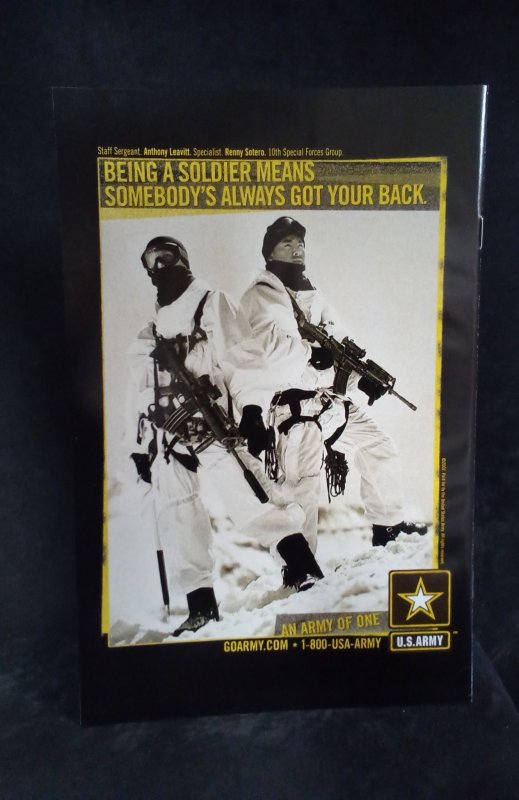 Staff Sergeant. Anthony Leavitt. Specialist. Renny Sotero. 10th Special Forces Group.
BEING A SOLDIER MEANS
SOMEBODY'S ALWAYS GOT YOUR BACK.
AN ARMY OF ONE
GOARMY.COM • 1-800-USA-ARMY
U.S. ARMY